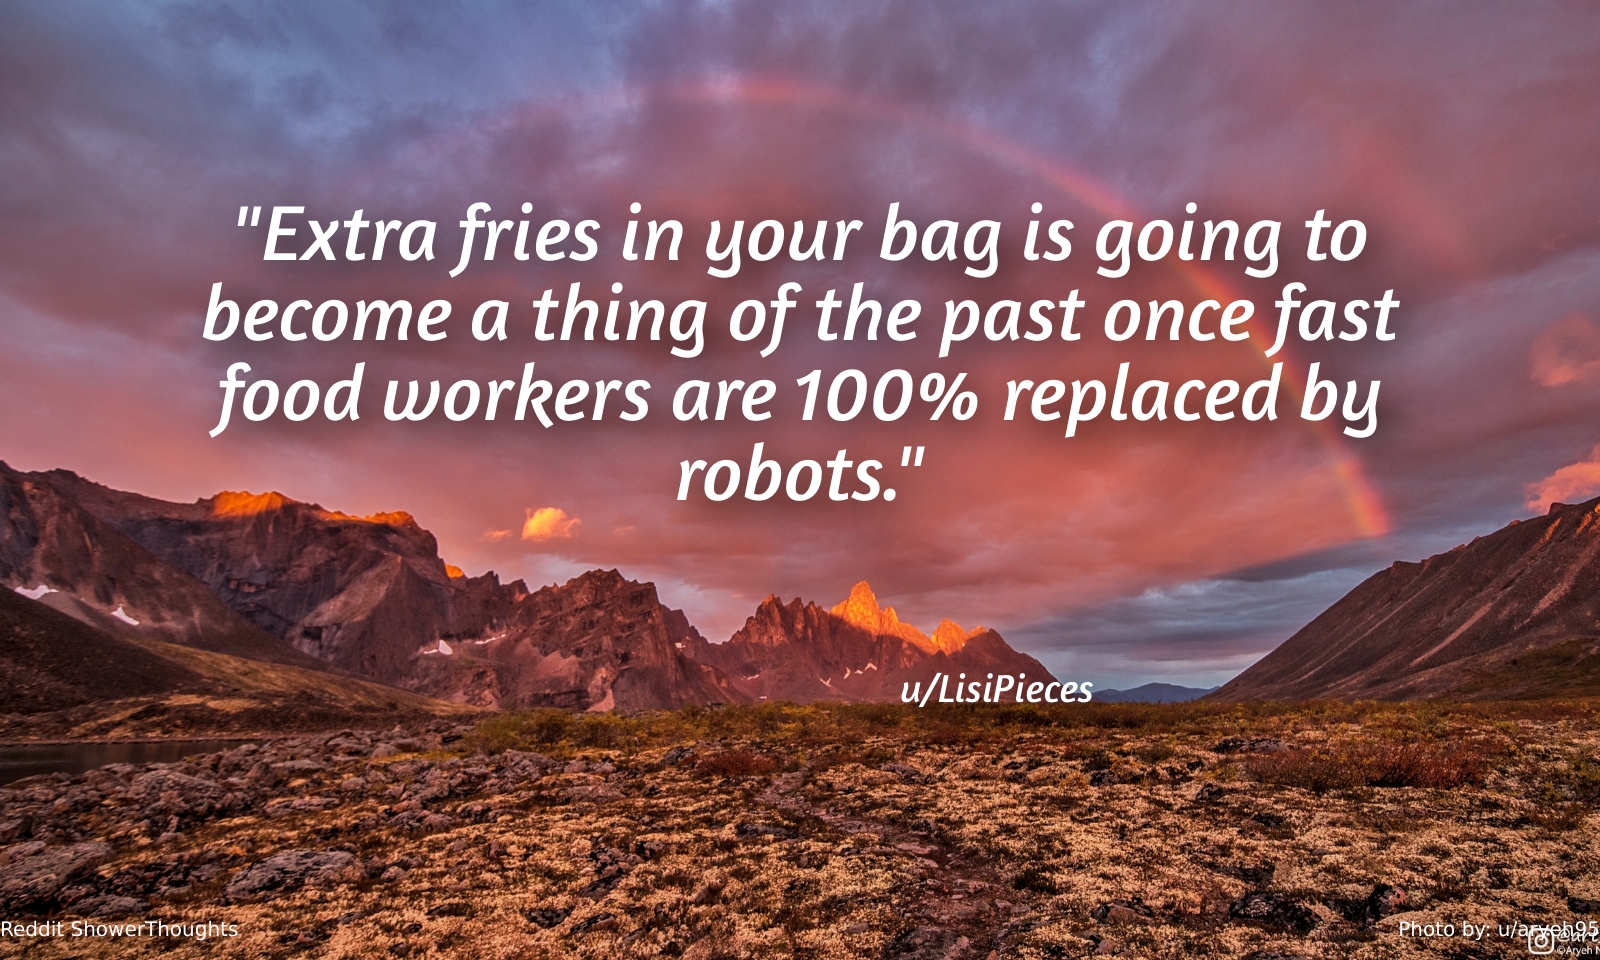 "Extra fries in your bag is going to
become a thing of the past once fast
food workers are 100% replaced by
robots."
u/LisiPieces
Reddit ShowerThoughts
Photo by: u/aryeh95
©Aryeh